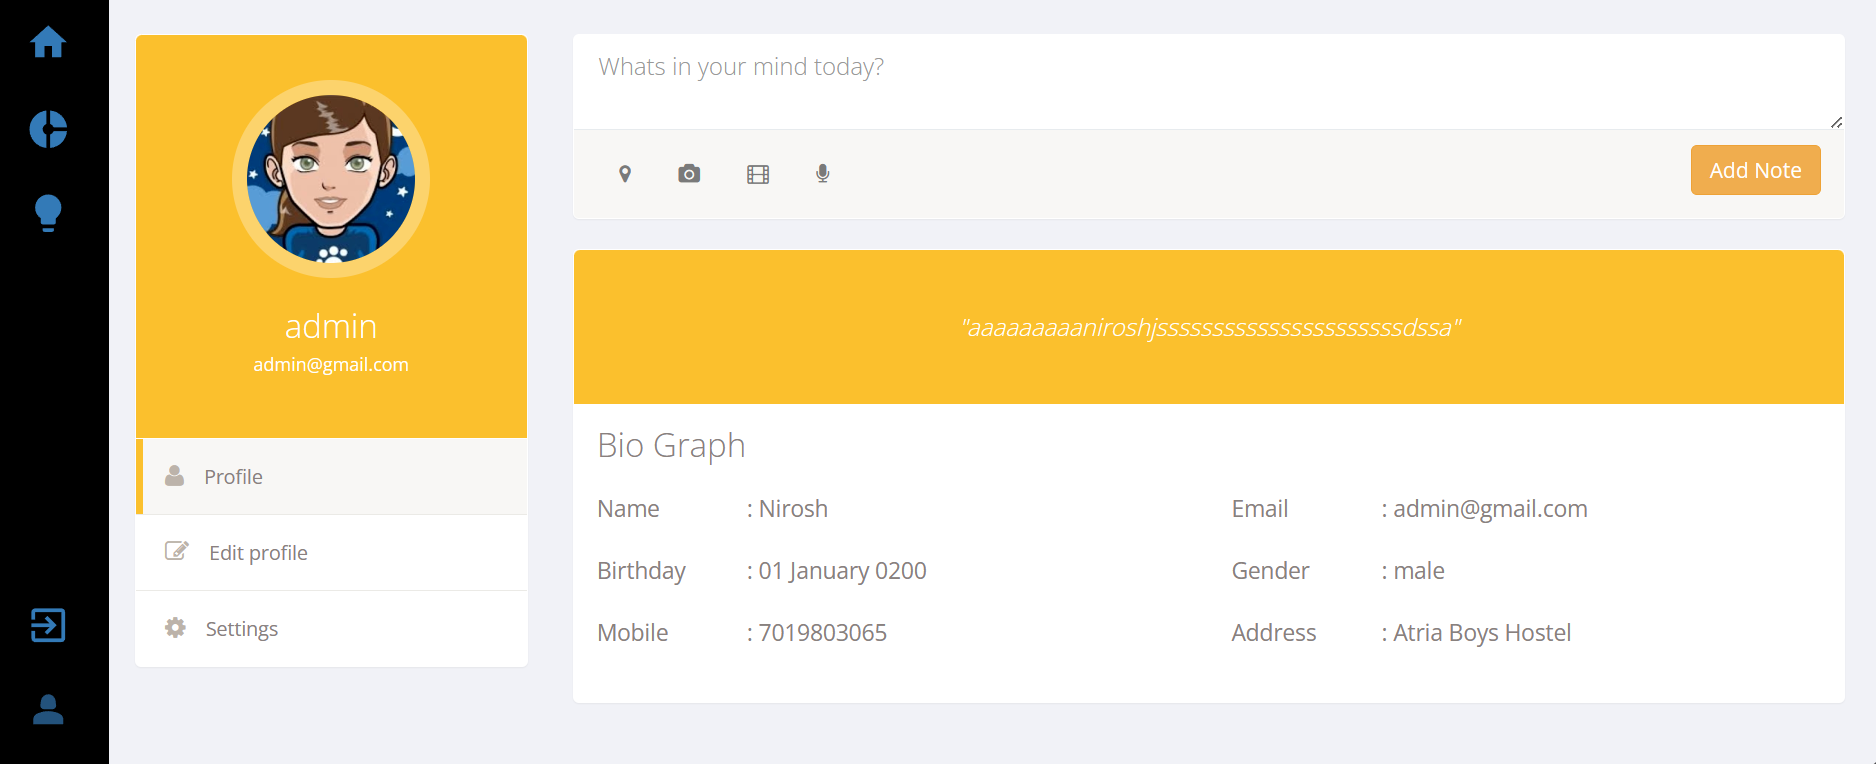 admin
admin@gmail.com
Profile
Edit profile
Settings
Whats in your mind today?
Add Note
"aaaaaaaaaniroshjsssssssssssssssssssssssdssa"
Bio Graph
Name : Nirosh
Email : admin@gmail.com
Birthday : 01 January 0200
Gender : male
Mobile : 7019803065
Address : Atria Boys Hostel